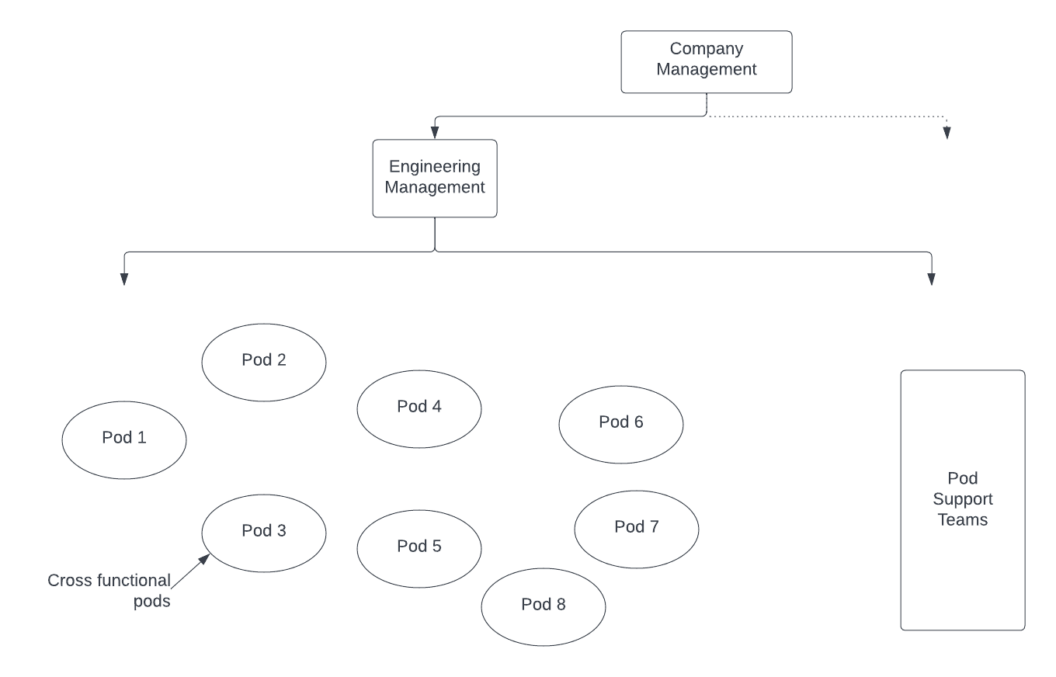 Company
Management
Engineering
Management
Pod 2
Pod 4
Pod 6
Pod 1
Pod
Support
Teams
Pod 3
Pod 7
Pod 5
Cross functional
pods
Pod 8